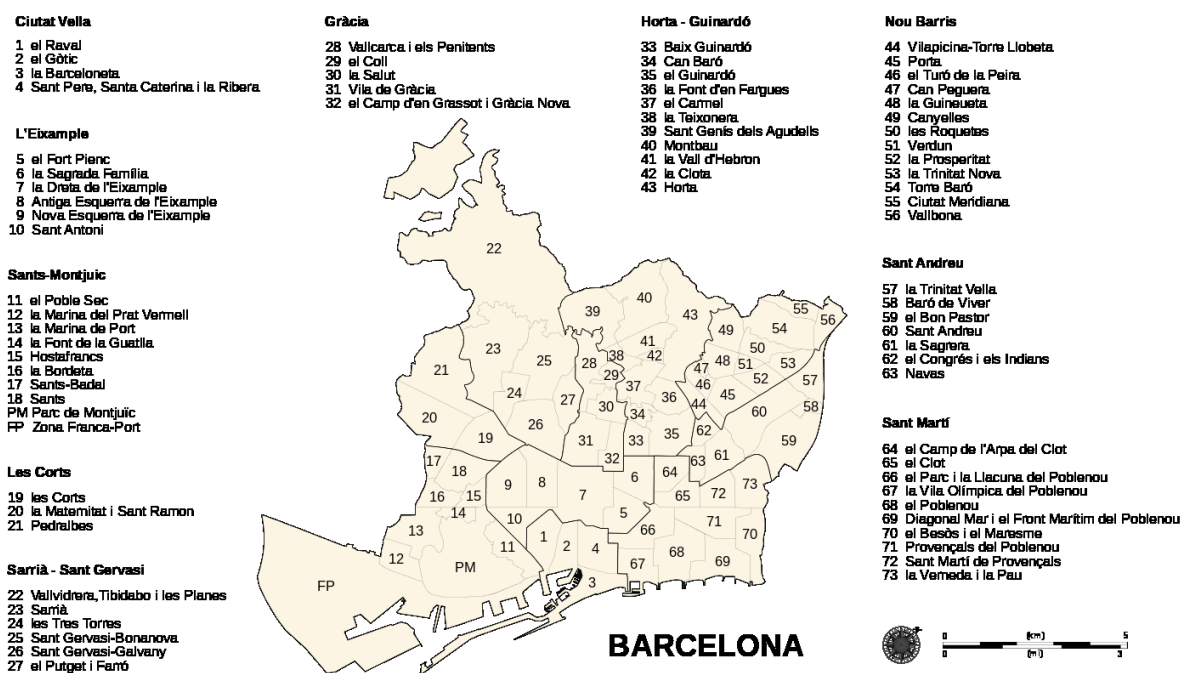 Ciutat Vella
1 el Raval
2 el Gòtic
3 la Barceloneta
4 Sant Pere, Santa Caterina i la Ribera
L'Eixample
5 el Fort Pienc
6 la Sagrada Família
7 la Dreta de l'Eixample
8 Antiga Esquerra de l'Eixample
9 Nova Esquerra de l'Eixample
10 Sant Antoni
Sants-Montjuic
11 el Poble Sec
12 la Marina del Prat Vermell
13 la Marina de Port
14 la Font de la Guatlla
15 Hostafrancs
16 la Bordeta
17 Sants-Badal
18 Sants
PM Parc de Montjuïc
FP Zona Franca-Port
Les Corts
19 les Corts
20 la Maternitat i Sant Ramon
21 Pedralbes
Sarrià - Sant Gervasi
22 Vallvidrera,Tibidabo i les Planes
23 Sarrià
24 les Tres Torres
25 Sant Gervasi-Bonanova
26 Sant Gervasi-Galvany
27 el Putget i Farró
Gràcia
28 Vallcarca i els Penitents
29 el Coll
30 la Salut
31 Vila de Gràcia
32 el Camp d'en Grassot i Gràcia Nova
Horta - Guinardó
33 Baix Guinardó
34 Can Baró
35 el Guinardó
36 la Font d'en Fargues
37 el Carmel
38 la Teixonera
39 Sant Genís dels Agudells
40 Montbau
41 la Vall d'Hebron
42 la Clota
43 Horta
Nou Barris
44 Vilapicina-Torre Llobeta
45 Porta
46 el Turó de la Peira
47 Can Peguera
48 la Guineueta
49 Canyelles
50 les Roquetes
51 Verdun
52 la Prosperitat
53 la Trinitat Nova
54 Torre Baró
55 Ciutat Meridiana
56 Vallbona
Sant Andreu
57 la Trinitat Vella
58 Baró de Viver
59 el Bon Pastor
60 Sant Andreu
61 la Sagrera
62 el Congrés i els Indians
63 Navas
Sant Martí
64 el Camp de l'Arpa del Clot
65 el Clot
66 el Parc i la Llacuna del Poblenou
67 la Vila Olímpica del Poblenou
68 el Poblenou
69 Diagonal Mar i el Front Marítim del Poblenou
70 el Besòs i el Maresme
71 Provençals del Poblenou
72 Sant Martí de Provençals
73 la Verneda i la Pau
22
40
39
43
55
56
49
54
23
25
41
50
28
38
42
48
51
53
21
29
47
52
57
24
27
37
46
45
36
30
44
60
58
20
34
26
62
35
19
31
33
59
32
63
61
17
18
64
6
9
8
73
16
15
7
65
72
14
10
5
71
13
66
70
1
11
2
4
68
12
PM
67
69
FP
3
BARCELONA
0 (km) 5
0 (mi) 3